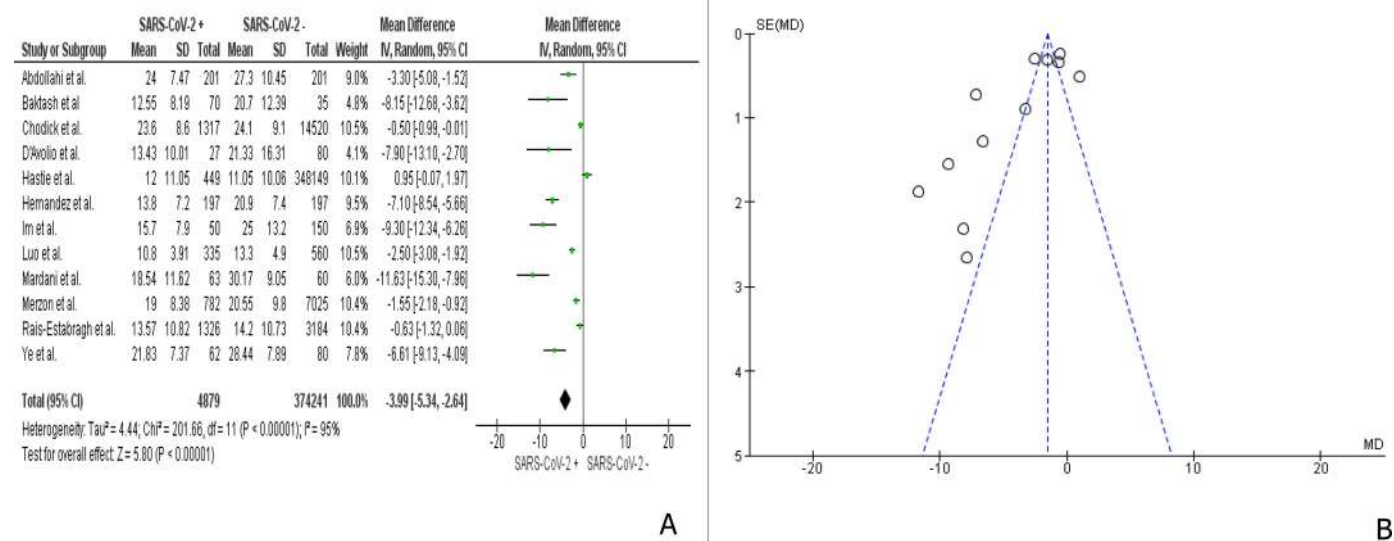 SARS-CoV-2 + SARS-CoV-2 - Mean Difference Mean Difference
Study or Subgroup Mean SD Total Mean SD Total Weight IV, Random, 95% CI IV, Random, 95% CI
Abdollahi et al. 24 7.47 201 27.3 10.45 201 9.0% -3.30 [-5.08, -1.52]
Baktash et al 12.55 8.19 70 20.7 12.39 35 4.8% -8.15 [-12.68, -3.62]
Chodick et al. 23.6 8.6 1317 24.1 9.1 14520 10.5% -0.50 [-0.99, -0.01]
D'Avolio et al. 13.43 10.01 27 21.33 16.31 80 4.1% -7.90 [-13.10, -2.70]
Hastie et al. 12 11.05 449 11.05 10.06 348149 10.1% 0.95 [-0.07, 1.97]
Hernandez et al. 13.8 7.2 197 20.9 7.4 197 9.5% -7.10 [-8.54, -5.66]
Im et al. 15.7 7.9 50 25 13.2 150 6.9% -9.30 [-12.34, -6.26]
Luo et al. 10.8 3.91 335 13.3 4.9 560 10.5% -2.50 [-3.08, -1.92]
Mardani et al. 18.54 11.62 63 30.17 9.05 60 6.0% -11.63 [-15.30, -7.96]
Merzon et al. 19 8.38 782 20.55 9.8 7025 10.4% -1.55 [-2.18, -0.92]
Rais-Estabragh et al. 13.57 10.82 1326 14.2 10.73 3184 10.4% -0.63 [-1.32, 0.06]
Ye et al. 21.83 7.37 62 28.44 7.89 80 7.8% -6.61 [-9.13, -4.09]
Total (95% CI) 4879 374241 100.0% -3.99 [-5.34, -2.64]
Heterogeneity: Tau² = 4.44; Chi² = 201.66, df = 11 (P < 0.00001); I² = 95%
Test for overall effect: Z = 5.80 (P < 0.00001)
-20 -10 0 10 20
SARS-CoV-2 + SARS-CoV-2 -
A
SE(MD)
0
1
2
3
4
5
-20 -10 0 10 20
MD
B